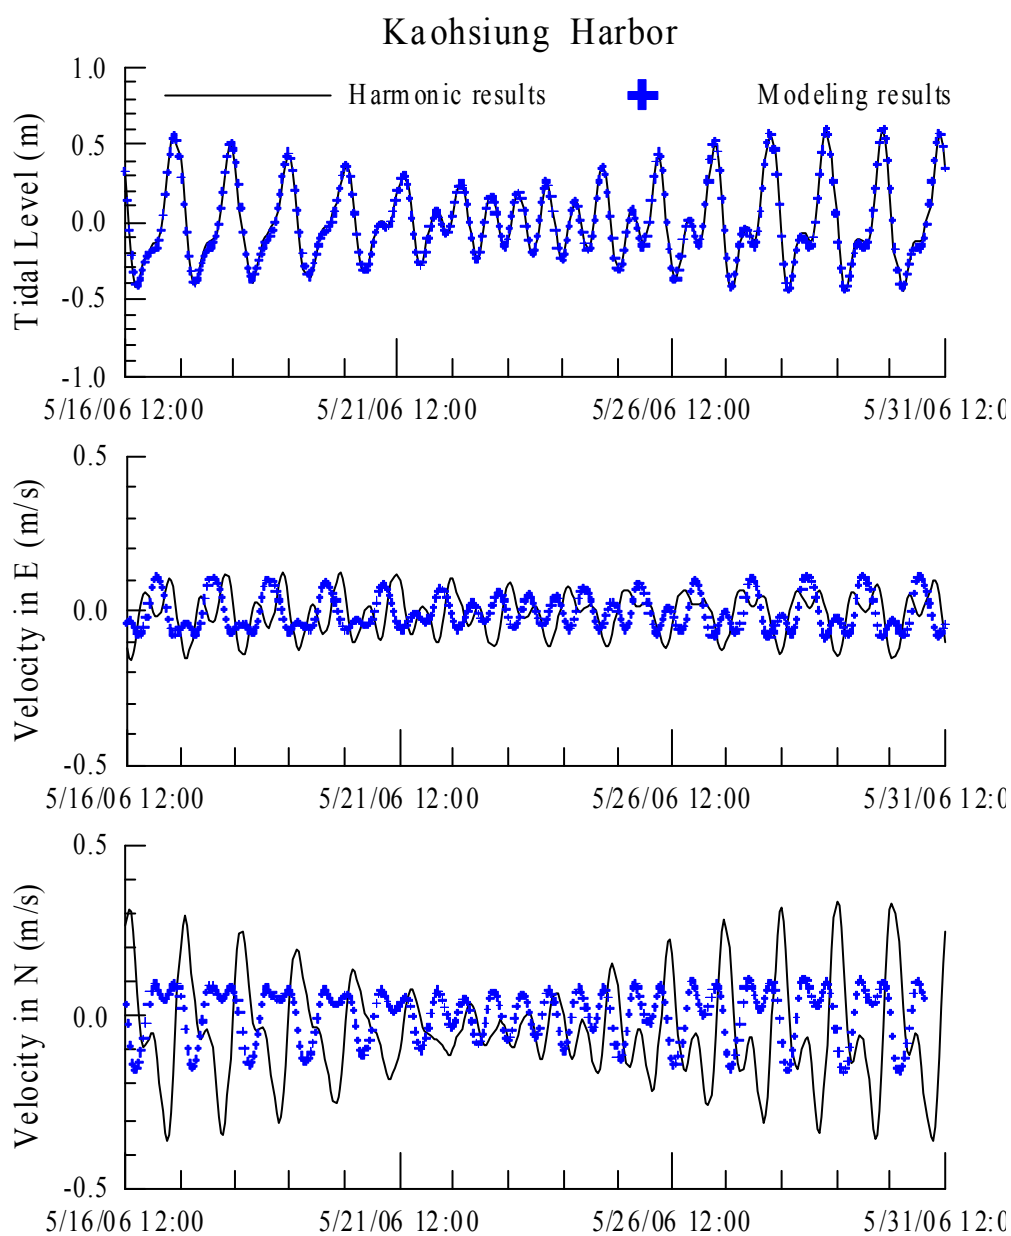 Kaohsiung Harbor
Harmonic results
Modeling results
Tidal Level (m)
1.0
0.5
0.0
-0.5
-1.0
5/16/06 12:00 5/21/06 12:00 5/26/06 12:00 5/31/06 12:0
Velocity in E (m/s)
0.5
0.0
-0.5
5/16/06 12:00 5/21/06 12:00 5/26/06 12:00 5/31/06 12:0
Velocity in N (m/s)
0.5
0.0
-0.5
5/16/06 12:00 5/21/06 12:00 5/26/06 12:00 5/31/06 12:0